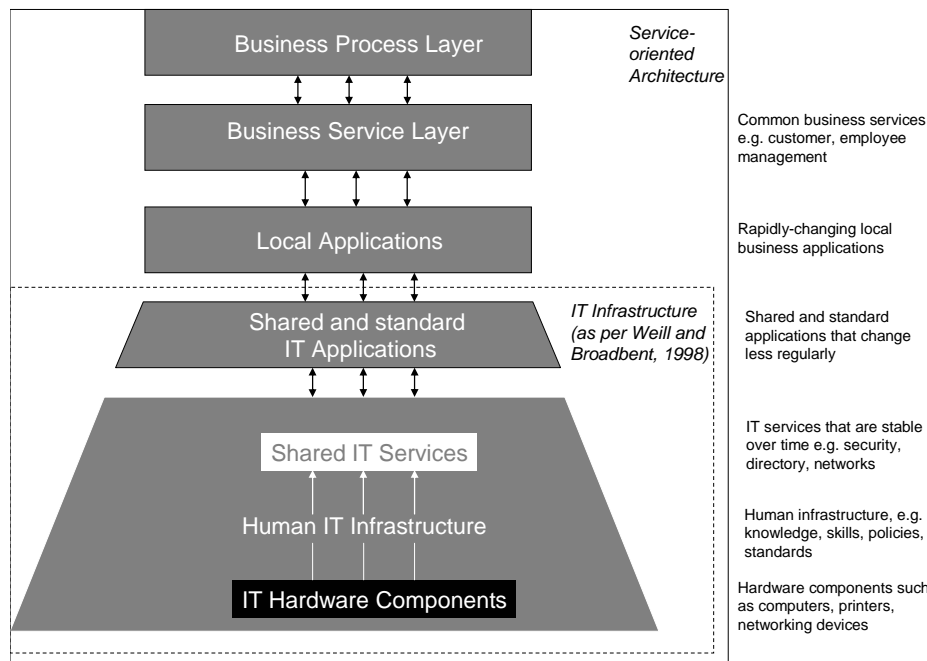 Business Process Layer
Service-
oriented
Architecture
Business Service Layer
Common business services
e.g. customer, employee
management
Local Applications
Rapidly-changing local
business applications
Shared and standard
IT Applications
IT Infrastructure
(as per Weill and
Broadbent, 1998)
Shared and standard
applications that change
less regularly
Shared IT Services
IT services that are stable
over time e.g. security,
directory, networks
Human IT Infrastructure
Human infrastructure, e.g.
knowledge, skills, policies,
standards
IT Hardware Components
Hardware components such
as computers, printers,
networking devices